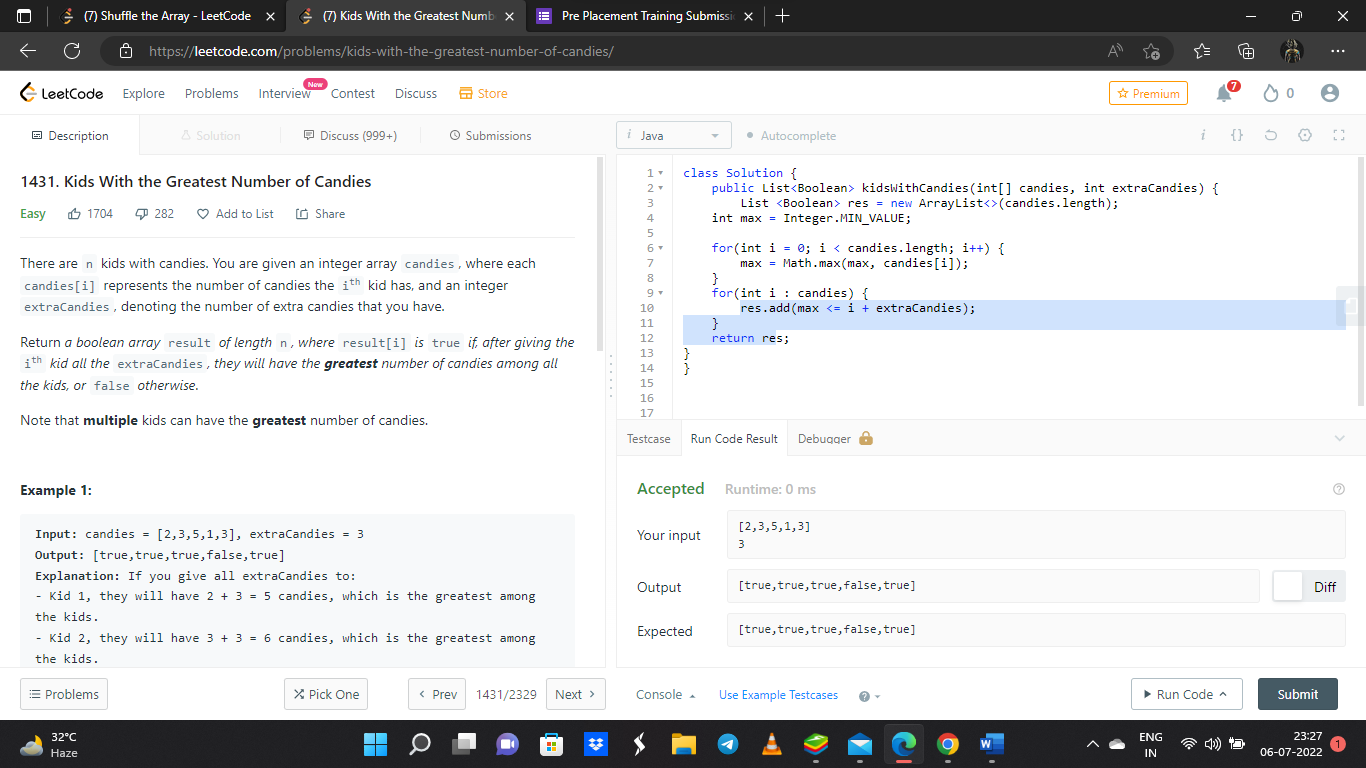 (7) Shuffle the Array - LeetCode
(7) Kids With the Greatest Numb
Pre Placement Training Submissi
https://leetcode.com/problems/kids-with-the-greatest-number-of-candies/
LeetCode
Explore
Problems
Interview
New
Contest
Discuss
Store
Premium
7
0
Description
Solution
Discuss (999+)
Submissions
i Java
Autocomplete
i
{}
1431. Kids With the Greatest Number of Candies
Easy
1704
282
Add to List
Share
There are n kids with candies. You are given an integer array candies, where each
candies[i] represents the number of candies the ith kid has, and an integer
extraCandies, denoting the number of extra candies that you have.
Return a boolean array result of length n, where result[i] is true if, after giving the
ith kid all the extraCandies, they will have the greatest number of candies among all
the kids, or false otherwise.
Note that multiple kids can have the greatest number of candies.
Example 1:
Input: candies = [2,3,5,1,3], extraCandies = 3
Output: [true,true,true,false,true]
Explanation: If you give all extraCandies to:
- Kid 1, they will have 2 + 3 = 5 candies, which is the greatest among
the kids.
- Kid 2, they will have 3 + 3 = 6 candies, which is the greatest among
the kids.
1 class Solution {
2 public List<Boolean> kidsWithCandies(int[] candies, int extraCandies) {
3 List <Boolean> res = new ArrayList<>(candies.length);
4 int max = Integer.MIN_VALUE;
5
6 for(int i = 0; i < candies.length; i++) {
7 max = Math.max(max, candies[i]);
8 }
9 for(int i : candies) {
10 res.add(max <= i + extraCandies);
11 }
12 return res;
13 }
14 }
15
16
17
Testcase
Run Code Result
Debugger
Accepted
Runtime: 0 ms
Your input
[2,3,5,1,3]
3
Output
[true,true,true,false,true]
Diff
Expected
[true,true,true,false,true]
Problems
Pick One
Prev
1431/2329
Next
Console
Use Example Testcases
Run Code
Submit
32°C
Haze
ENG
IN
23:27
06-07-2022
1